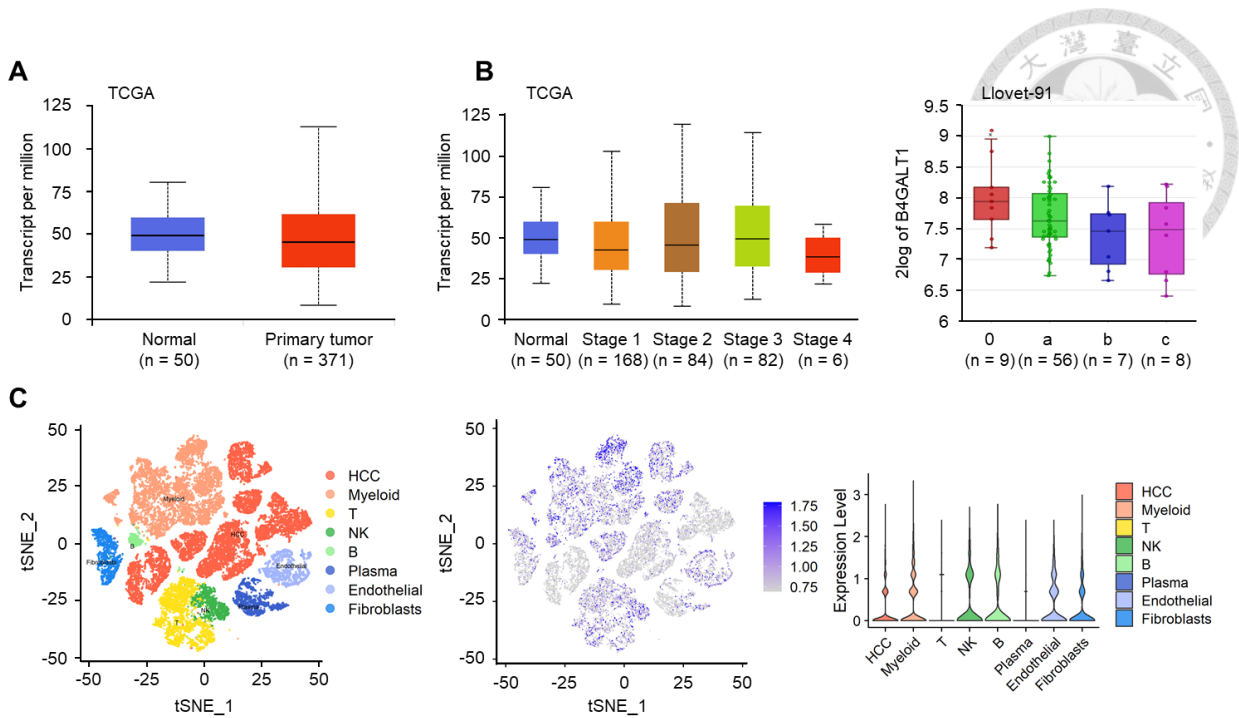 A
TCGA
Transcript per million
125
100
75
50
25
0
Normal
(n = 50)
Primary tumor
(n = 371)
B
TCGA
Transcript per million
125
100
75
50
25
0
Normal
(n = 50)
Stage 1
(n = 168)
Stage 2
(n = 84)
Stage 3
(n = 82)
Stage 4
(n = 6)
大灣臺立國
Llovet-91
2log of B4GALT1
9.5
9
8.5
8
7.5
7
6.5
6
0
(n = 9)
a
(n = 56)
b
(n = 7)
c
(n = 8)
C
tSNE_2
50
25
0
-25
-50
-50
-25
0
25
50
tSNE_1
Myeloid
HCC
B
Fibroblasts
Endothelial
Plasma
NK
T
HCC
Myeloid
T
NK
B
Plasma
Endothelial
Fibroblasts
tSNE_2
50
25
0
-25
-50
-50
-25
0
25
50
tSNE_1
1.75
1.50
1.25
1.00
0.75
Expression Level
3
2
1
0
HCC
Myeloid
T
NK
B
Plasma
Endothelial
Fibroblasts
HCC
Myeloid
T
NK
B
Plasma
Endothelial
Fibroblasts